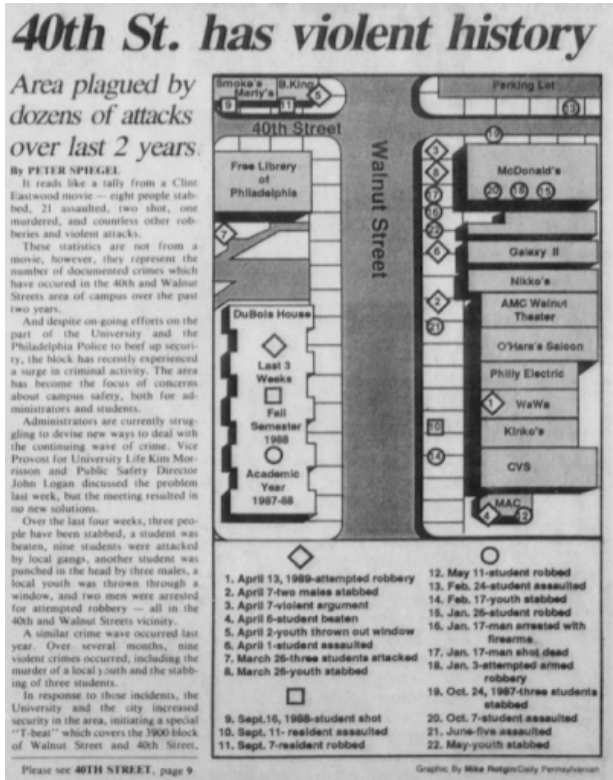 40th St. has violent history
Area plagued by
dozens of attacks
over last 2 years
By PETER SPIEGEL
It reads like a tally from a Clint
Eastwood movie — eight people stab-
bed, 21 assaulted, two shot, one
murdered, and countless other rob-
beries and violent attacks.
These statistics are not from a
movie, however, they represent the
number of documented crimes which
have occured in the 40th and Walnut
Streets area of campus over the past
two years.
And despite on-going efforts on the
part of the University and the
Philadelphia Police to beef up securi-
ty, the block has recently experienced
a surge in criminal activity. The area
has become the focus of concerns
about campus safety, both for ad-
ministrators and students.
Administrators are currently strug-
gling to devise new ways to deal with
the continuing wave of crime. Vice
Provost for University Life Kim Mor-
risson and Public Safety Director
John Logan discussed the problem
last week, but the meeting resulted in
no new solutions.
Over the last four weeks, three peo-
ple have been stabbed, a student was
beaten, nine students were attacked
by local gangs, another student was
punched in the head by three males, a
local youth was thrown through a
window, and two men were arrested
for attempted robbery — all in the
40th and Walnut Streets vicinity.
A similar crime wave occurred last
year. Over several months, nine
violent crimes occurred, including the
murder of a local youth and the stabb-
ing of three students.
In response to those incidents, the
University and the city increased
security in the area, initiating a special
"T-beat" which covers the 3900 block
of Walnut Street and 40th Street,
Please see 40TH STREET, page 9
Smoke's
Marty's
B.King
9
11
5
40th Street
Parking Lot
13
19
Walnut Street
Free Library
of
Philadelphia
7
3
8
17
16
22
6
2
21
10
14
McDonald's
20 18 15
Galaxy II
Nikko's
AMC Walnut
Theater
O'Hara's Saloon
Philly Electric
1 WaWa
Kinko's
CVS
MAC
4 12
DuBois House
Last 3
Weeks
Fall
Semester
1988
Academic
Year
1987-88
1. April 13, 1989-attempted robbery
2. April 7-two males stabbed
3. April 7-violent argument
4. April 6-student beaten
5. April 2-youth thrown out window
6. April 1-student assaulted
7. March 26-three students attacked
8. March 26-youth stabbed
9. Sept.16, 1988-student shot
10. Sept. 11- resident assaulted
11. Sept. 7-resident robbed
12. May 11-student robbed
13. Feb. 24-student assaulted
14. Feb. 17-youth stabbed
15. Jan. 26-student robbed
16. Jan. 17-man arrested with
firearms
17. Jan. 17-man shot dead
18. Jan. 3-attempted armed
robbery
19. Oct. 24, 1987-three students
stabbed
20. Oct. 7-student assaulted
21. June-five assaulted
22. May-youth stabbed
Graphic By Mike Rotgin/Daily Pennsylvanian